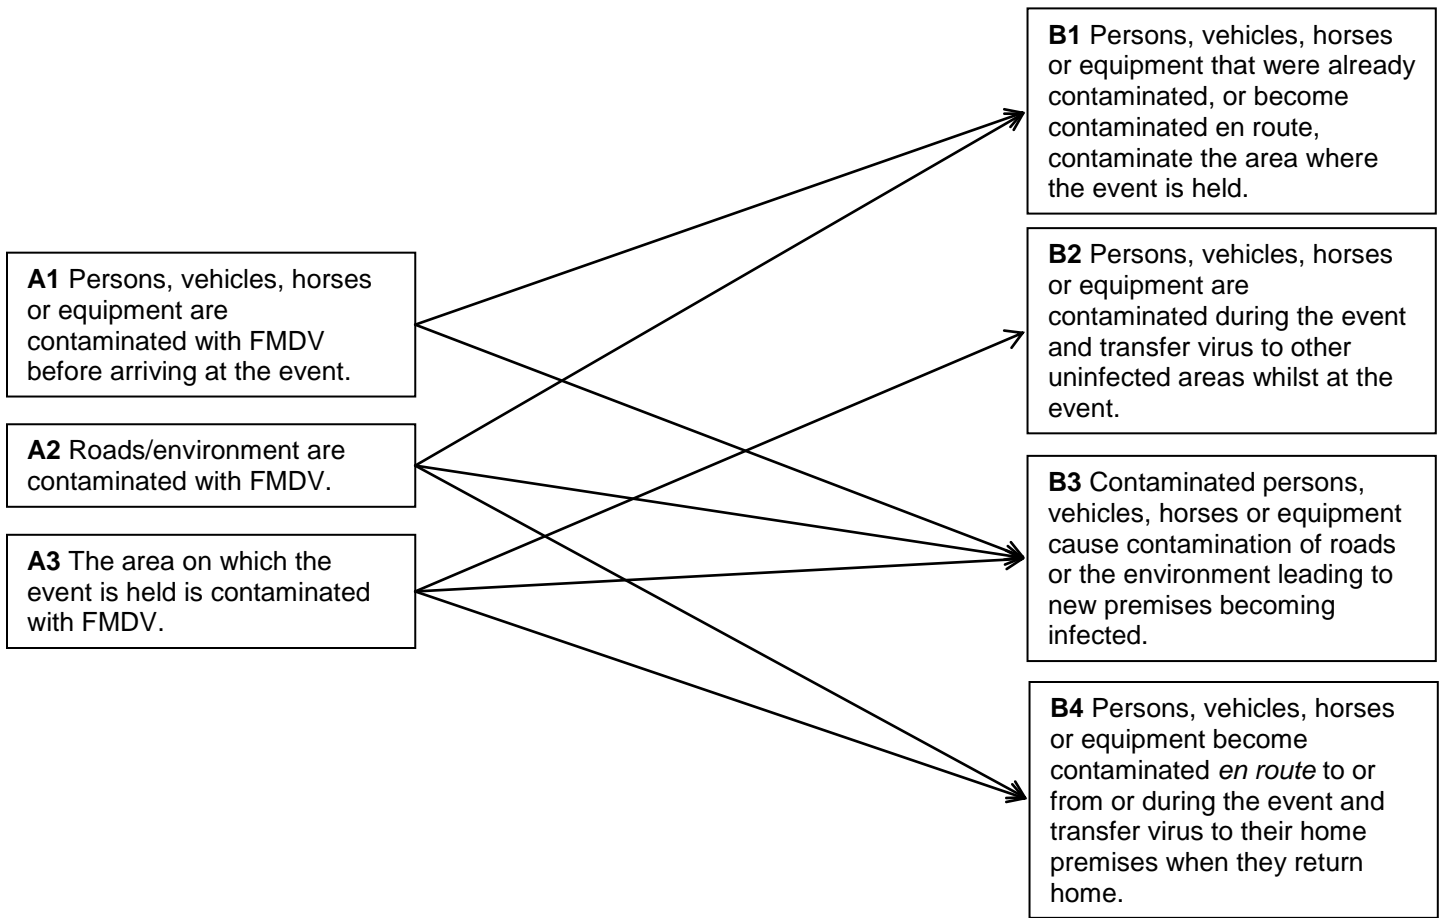 A1 Persons, vehicles, horses
or equipment are
contaminated with FMDV
before arriving at the event.
A2 Roads/environment are
contaminated with FMDV.
A3 The area on which the
event is held is contaminated
with FMDV.
B1 Persons, vehicles, horses
or equipment that were already
contaminated, or become
contaminated en route,
contaminate the area where
the event is held.
B2 Persons, vehicles, horses
or equipment are
contaminated during the event
and transfer virus to other
uninfected areas whilst at the
event.
B3 Contaminated persons,
vehicles, horses or equipment
cause contamination of roads
or the environment leading to
new premises becoming
infected.
B4 Persons, vehicles, horses
or equipment become
contaminated en route to or
from or during the event and
transfer virus to their home
premises when they return
home.